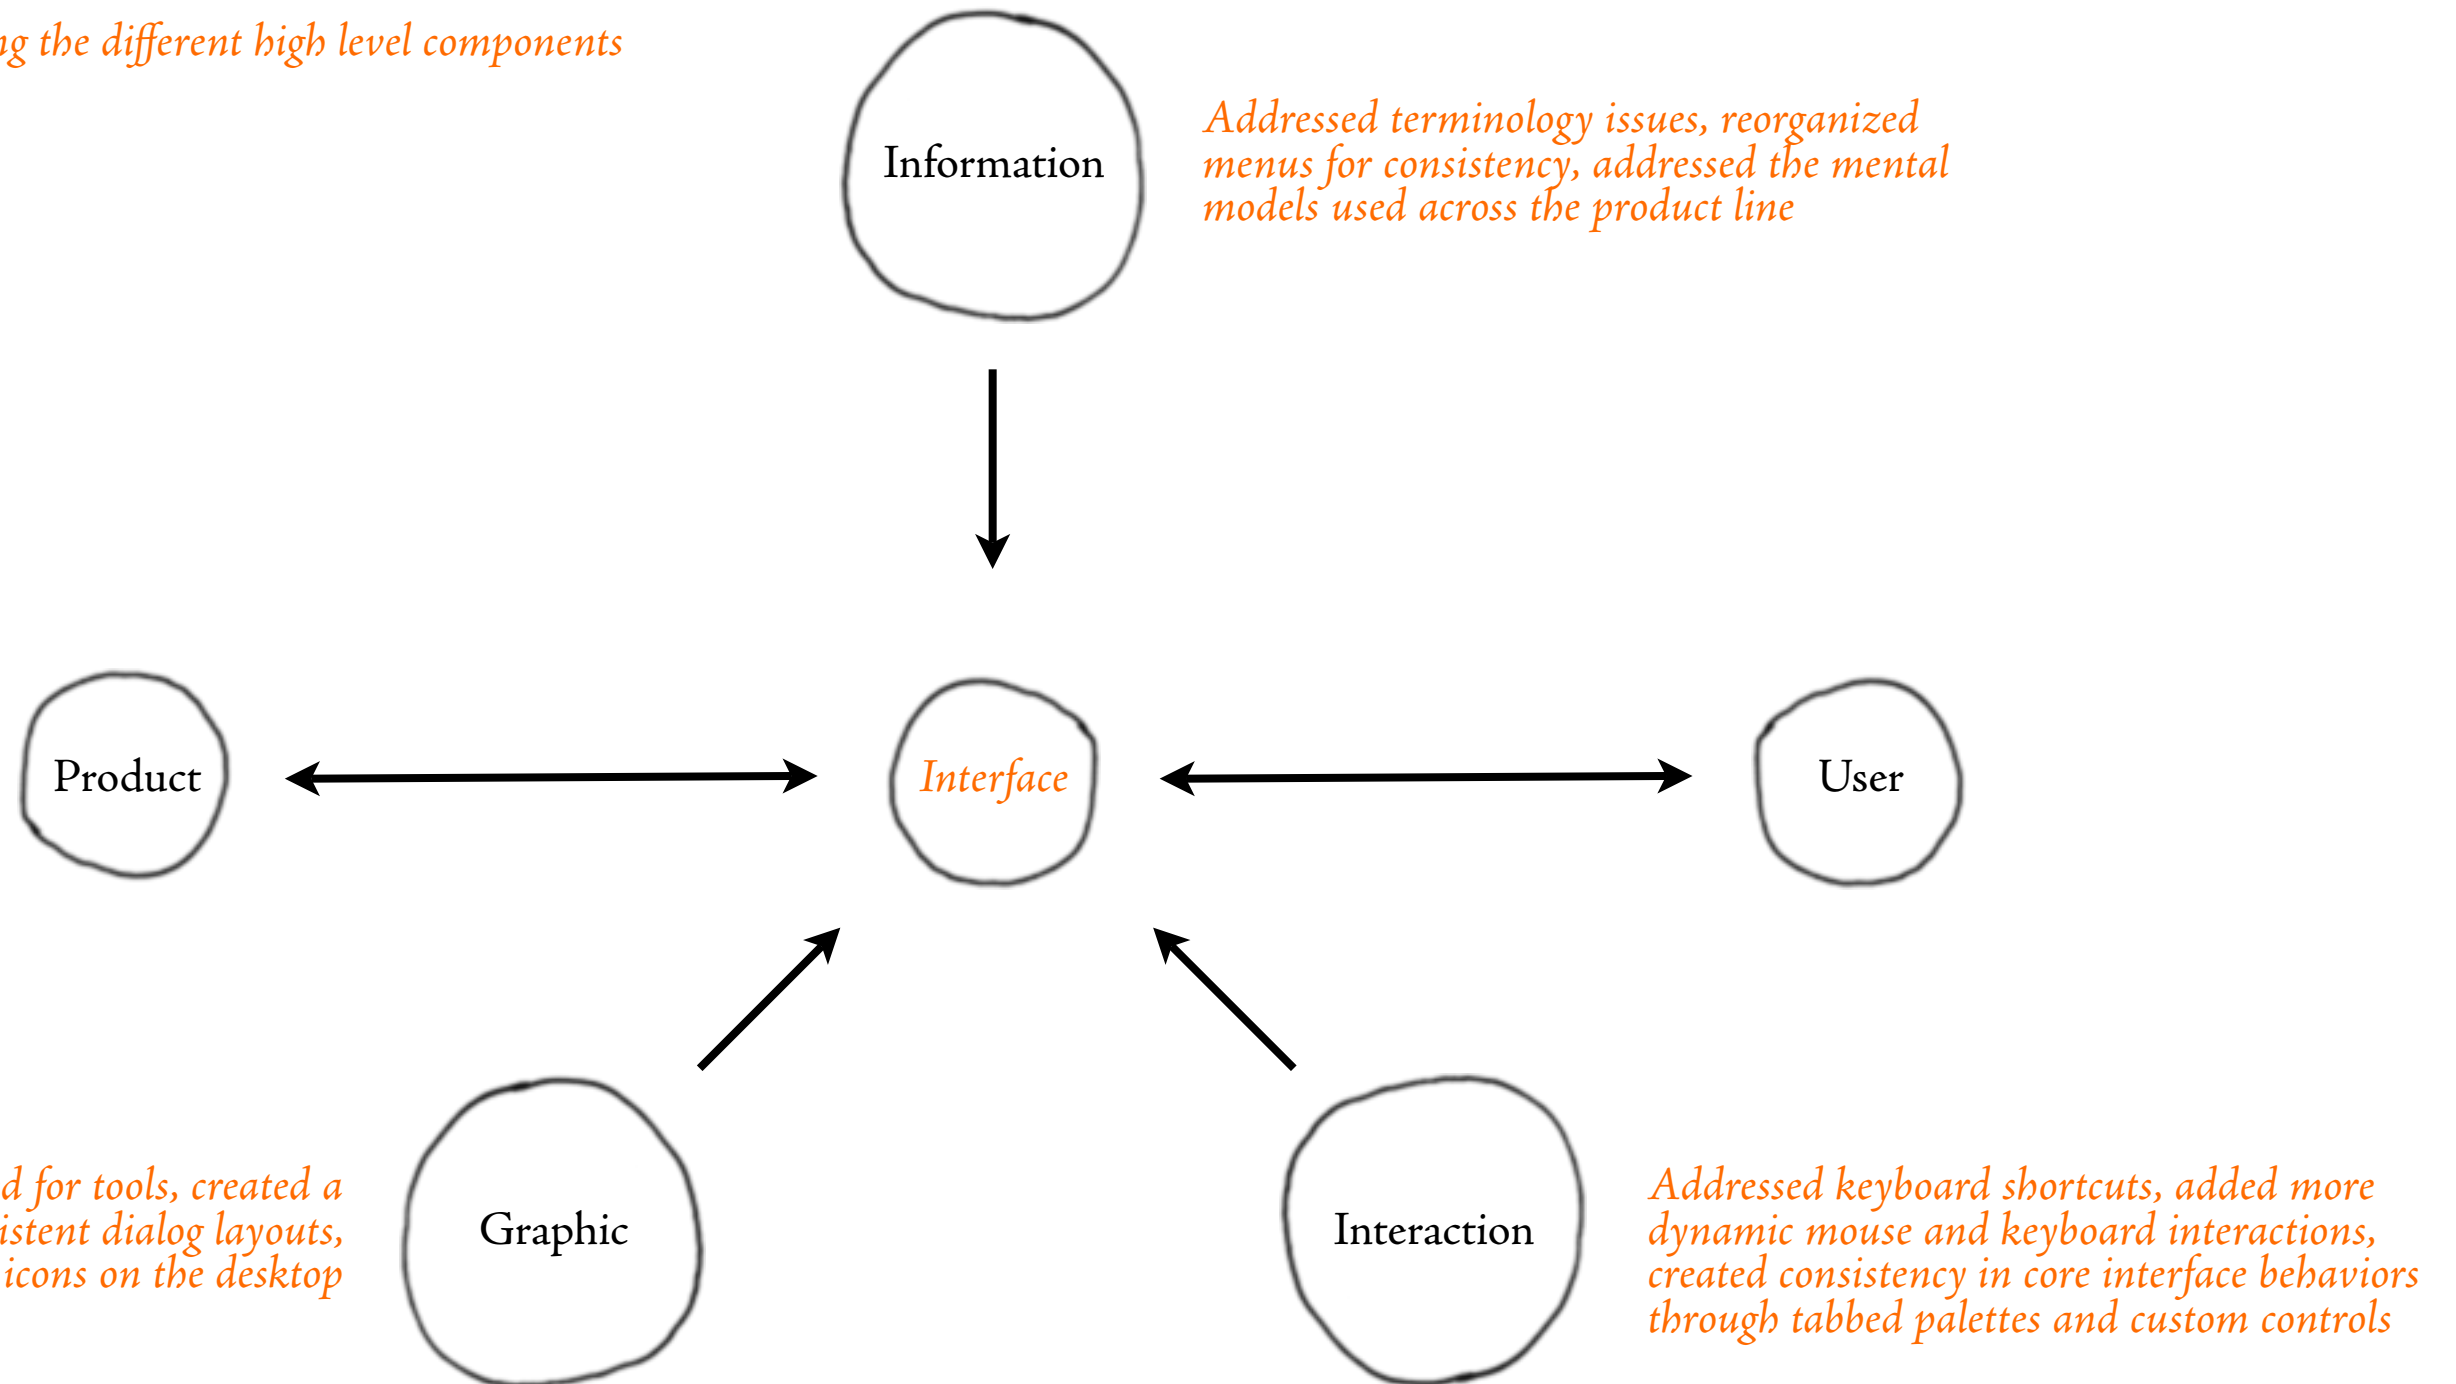 the different high level components
Information
Addressed terminology issues, reorganized
menus for consistency, addressed the mental
models used across the product line
Product
Interface
User
for tools, created a
dialog layouts,
icons on the desktop
Graphic
Interaction
Addressed keyboard shortcuts, added more
dynamic mouse and keyboard interactions,
created consistency in core interface behaviors
through tabbed palettes and custom controls